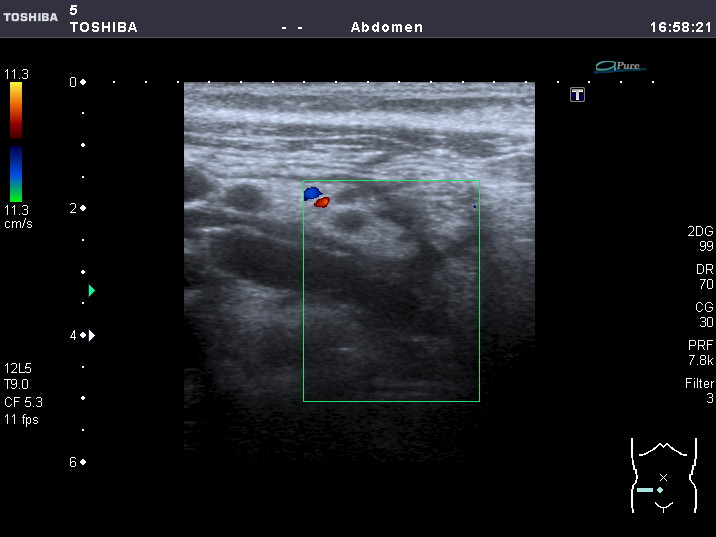 TOSHIBA
5
TOSHIBA
- -
Abdomen
16:58:21
11.3
11.3
cm/s
0
2
4
6
12L5
T9.0
CF 5.3
11 fps
Pure
T
2DG
99
DR
70
CG
30
PRF
7.8k
Filter
3